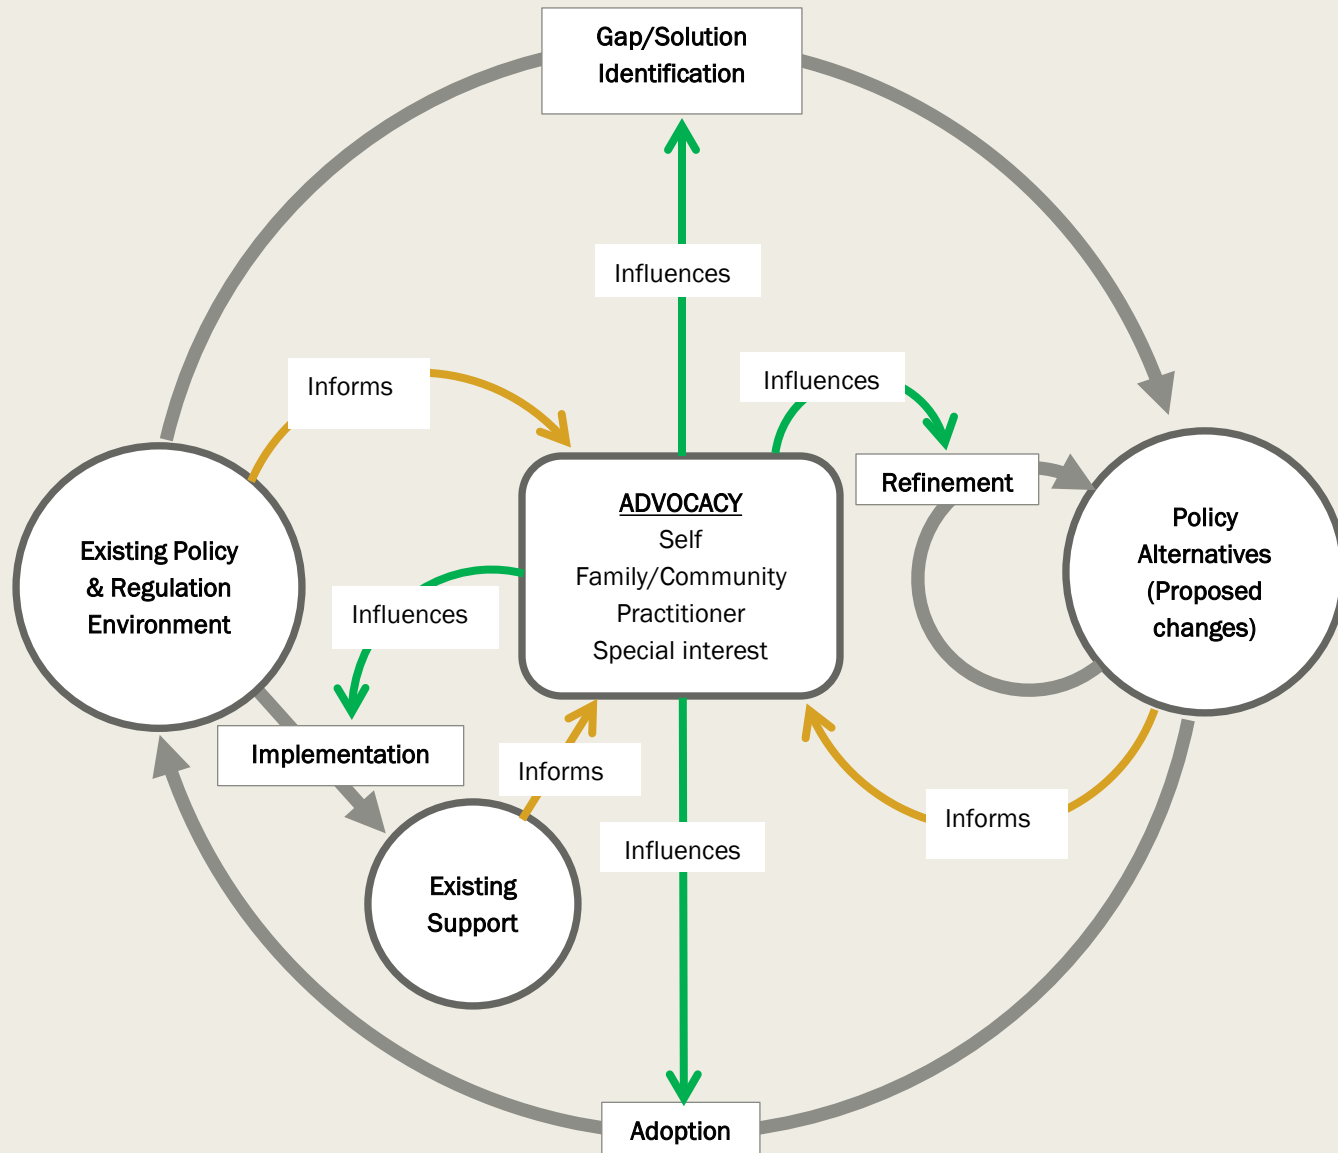 Gap/Solution
Identification
Influences
Influences
Informs
Refinement
ADVOCACY
Self
Family/Community
Practitioner
Special interest
Policy
Alternatives
(Proposed
changes)
Existing Policy
& Regulation
Environment
Influences
Implementation
Informs
Informs
Influences
Existing
Support
Adoption